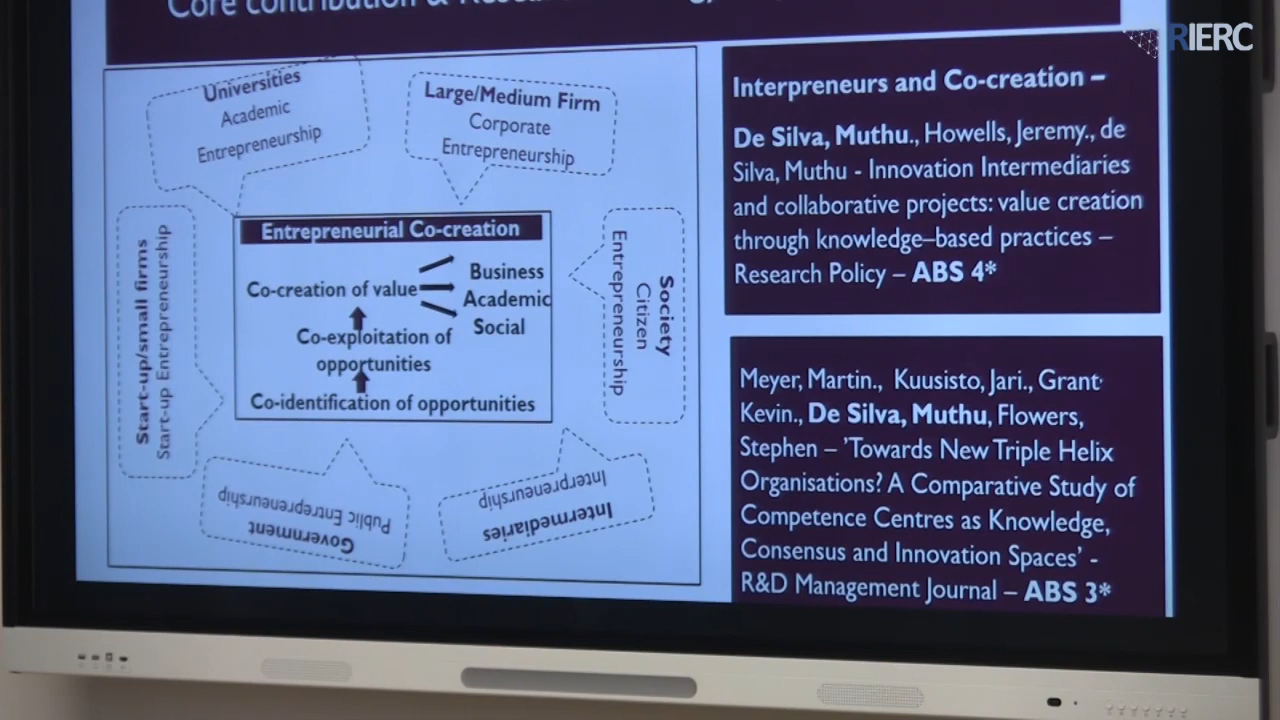 Core contribution &
RIERC
Universities
Academic
Entrepreneurship
Large/Medium Firm
Corporate
Entrepreneurship
Start-up/small firms
Start-up Entrepreneurship
Entrepreneurial Co-creation
Co-creation of value
Business
Academic
Social
Co-exploitation of
opportunities
Co-identification of opportunities
Society
Citizen
Entrepreneurship
Government
Public Entrepreneurship
Intermediaries
Interpreneurship
Interpreneurs and Co-creation –
De Silva, Muthu., Howells, Jeremy., de
Silva, Muthu - Innovation Intermediaries
and collaborative projects: value creation
through knowledge–based practices –
Research Policy – ABS 4*
Meyer, Martin., Kuusisto, Jari., Grant
Kevin., De Silva, Muthu, Flowers,
Stephen – 'Towards New Triple Helix
Organisations? A Comparative Study of
Competence Centres as Knowledge,
Consensus and Innovation Spaces' -
R&D Management Journal – ABS 3*